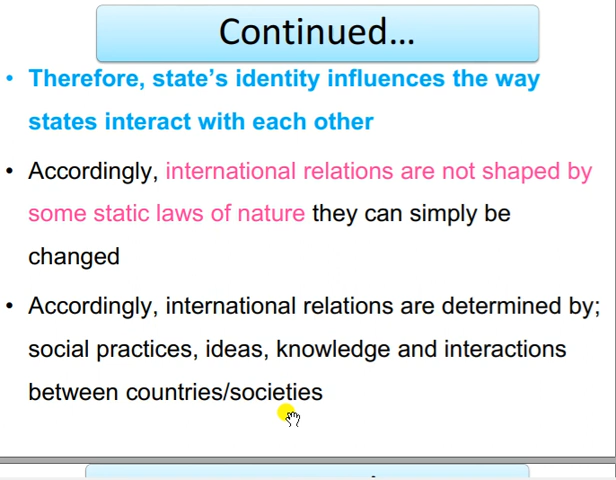 Continued…
• Therefore, state’s identity influences the way
states interact with each other
• Accordingly, international relations are not shaped by
some static laws of nature they can simply be
changed
• Accordingly, international relations are determined by;
social practices, ideas, knowledge and interactions
between countries/societies